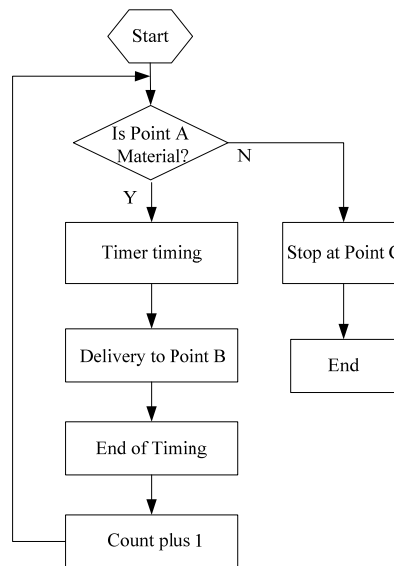 Start
Is Point A
Material?
N
Y
Timer timing
Stop at Point
Delivery to Point B
End
End of Timing
Count plus 1